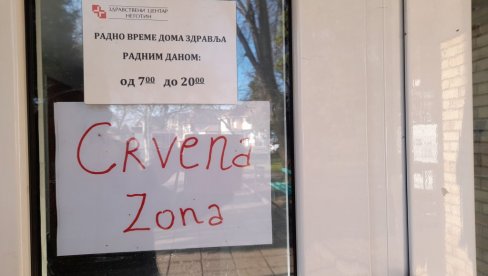 ЗДРАВСТВЕНИ ЦЕНТАР
НЕГОТИН
РАДНО ВРЕМЕ ДОМА ЗДРАВЉА
РАДНИМ ДАНОМ:
од 7⁰⁰ до 20⁰⁰
CRVENA
Zona